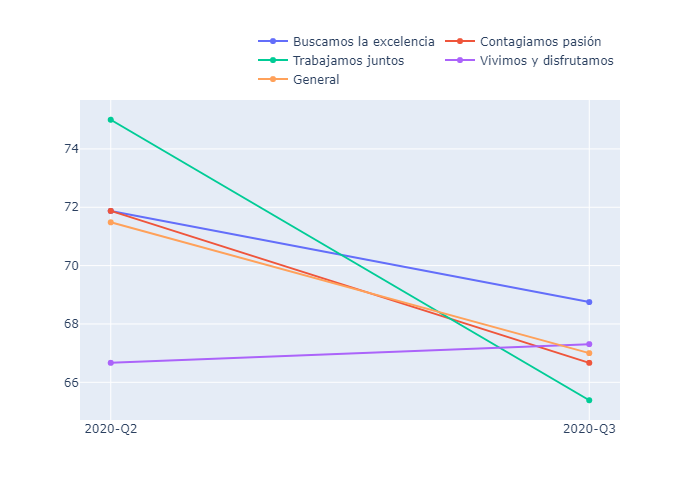 Buscamos la excelencia Contagiamos pasión
Trabajamos juntos Vivimos y disfrutamos
General
74
72
70
68
66
2020-Q2 2020-Q3